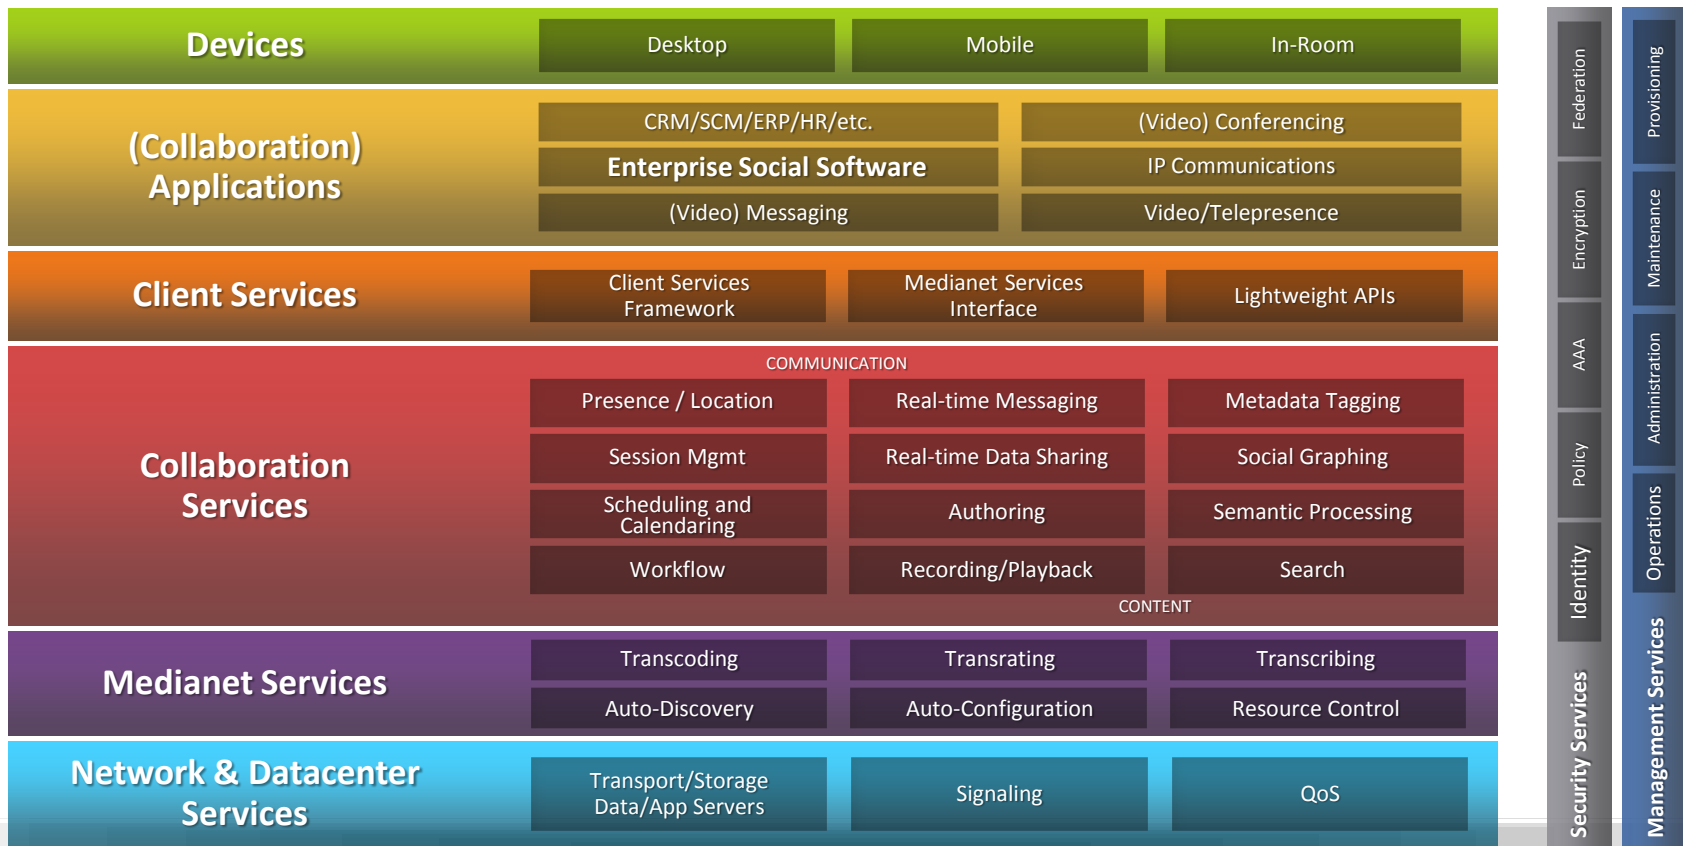 Devices
Desktop
Mobile
In-Room
(Collaboration)
Applications
CRM/SCM/ERP/HR/etc.
(Video) Conferencing
Enterprise Social Software
IP Communications
(Video) Messaging
Video/Telepresence
Client Services
Client Services
Framework
Medianet Services
Interface
Lightweight APIs
Collaboration
Services
COMMUNICATION
Presence / Location
Real-time Messaging
Metadata Tagging
Session Mgmt
Real-time Data Sharing
Social Graphing
Scheduling and
Calendaring
Authoring
Semantic Processing
Workflow
Recording/Playback
Search
CONTENT
Medianet Services
Transcoding
Transrating
Transcribing
Auto-Discovery
Auto-Configuration
Resource Control
Network & Datacenter
Services
Transport/Storage
Data/App Servers
Signaling
QoS
Security Services
Identity
Policy
AAA
Encryption
Federation
Management Services
Operations
Administration
Maintenance
Provisioning